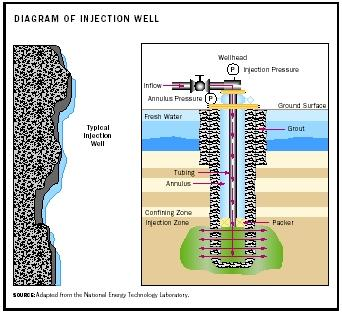 DIAGRAM OF INJECTION WELL
Wellhead
P Injection Pressure
Inflow
Annulus Pressure P
Ground Surface
Fresh Water
Grout
Typical
Injection
Well
Tubing
Annulus
Confining Zone
Injection Zone
Packer
SOURCE: Adapted from the National Energy Technology Laboratory.